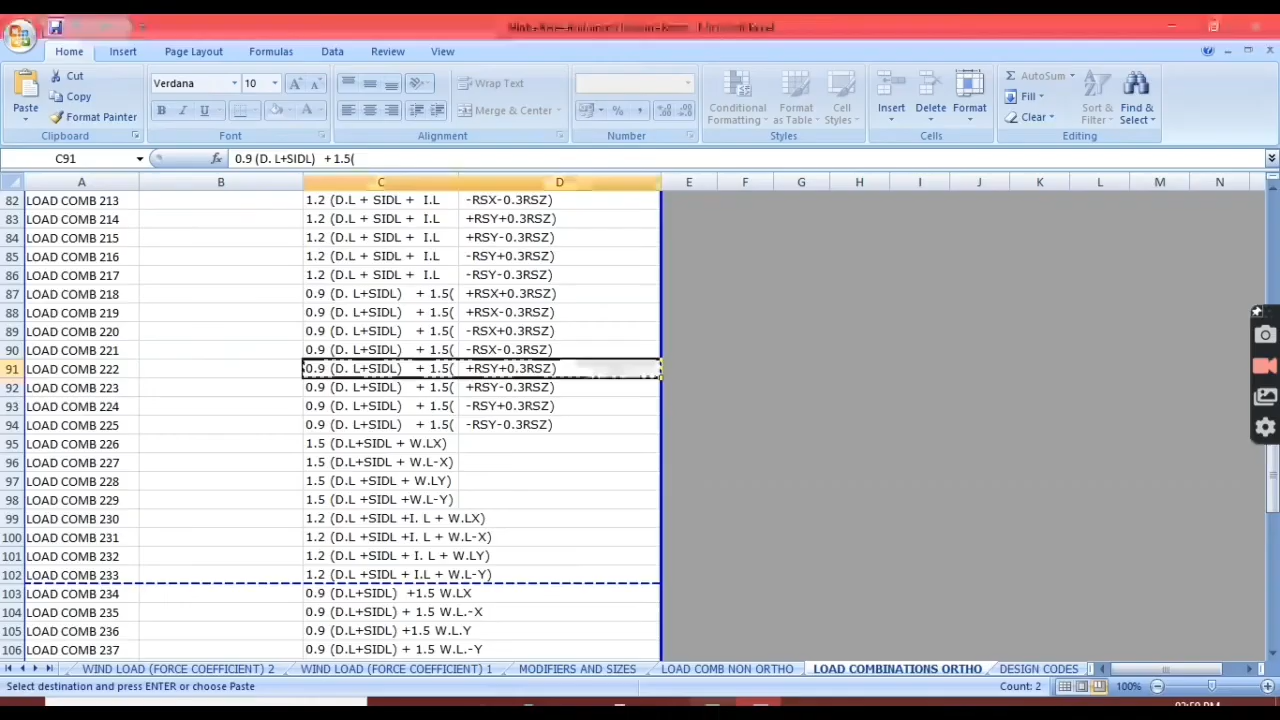 Home Insert Page Layout Formulas Data Review View
Cut
Copy
Format Painter
Paste
Clipboard
Verdana 10
B I U
Font
Wrap Text
Merge & Center
Alignment
Number
Conditional Formatting
Format as Table
Cell Styles
Styles
Insert Delete Format
Cells
AutoSum
Fill
Clear
Sort & Filter
Find & Select
Editing
C91 fx 0.9 (D. L+SIDL) + 1.5(
A B C D E F G H I J K L M N
82 LOAD COMB 213 1.2 (D.L + SIDL + I.L -RSX-0.3RSZ)
83 LOAD COMB 214 1.2 (D.L + SIDL + I.L +RSY+0.3RSZ)
84 LOAD COMB 215 1.2 (D.L + SIDL + I.L +RSY-0.3RSZ)
85 LOAD COMB 216 1.2 (D.L + SIDL + I.L -RSY+0.3RSZ)
86 LOAD COMB 217 1.2 (D.L + SIDL + I.L -RSY-0.3RSZ)
87 LOAD COMB 218 0.9 (D. L+SIDL) + 1.5( +RSX+0.3RSZ)
88 LOAD COMB 219 0.9 (D. L+SIDL) + 1.5( +RSX-0.3RSZ)
89 LOAD COMB 220 0.9 (D. L+SIDL) + 1.5( -RSX+0.3RSZ)
90 LOAD COMB 221 0.9 (D. L+SIDL) + 1.5( -RSX-0.3RSZ)
91 LOAD COMB 222 0.9 (D. L+SIDL) + 1.5( +RSY+0.3RSZ)
92 LOAD COMB 223 0.9 (D. L+SIDL) + 1.5( +RSY-0.3RSZ)
93 LOAD COMB 224 0.9 (D. L+SIDL) + 1.5( -RSY+0.3RSZ)
94 LOAD COMB 225 0.9 (D. L+SIDL) + 1.5( -RSY-0.3RSZ)
95 LOAD COMB 226 1.5 (D.L+SIDL + W.LX)
96 LOAD COMB 227 1.5 (D.L+SIDL + W.L-X)
97 LOAD COMB 228 1.5 (D.L +SIDL + W.LY)
98 LOAD COMB 229 1.5 (D.L +SIDL +W.L-Y)
99 LOAD COMB 230 1.2 (D.L +SIDL +I. L + W.LX)
100 LOAD COMB 231 1.2 (D.L +SIDL +I. L + W.L-X)
101 LOAD COMB 232 1.2 (D.L +SIDL + I. L + W.LY)
102 LOAD COMB 233 1.2 (D.L +SIDL + I.L + W.L-Y)
103 LOAD COMB 234 0.9 (D.L+SIDL) +1.5 W.LX
104 LOAD COMB 235 0.9 (D.L+SIDL) + 1.5 W.L.-X
105 LOAD COMB 236 0.9 (D.L+SIDL) +1.5 W.L.Y
106 LOAD COMB 237 0.9 (D.L+SIDL) + 1.5 W.L.-Y
WIND LOAD (FORCE COEFFICIENT) 2 WIND LOAD (FORCE COEFFICIENT) 1 MODIFIERS AND SIZES LOAD COMB NON ORTHO LOAD COMBINATIONS ORTHO DESIGN CODES
Select destination and press ENTER or choose Paste Count: 2 100%